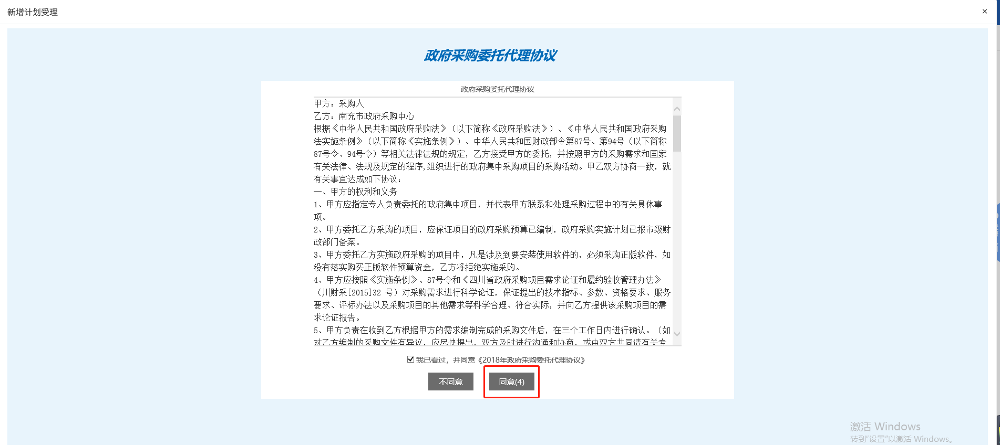 新增计划受理
×
政府采购委托代理协议
政府采购委托代理协议
甲方：采购人
乙方：南充市政府采购中心
根据《中华人民共和国政府采购法》（以下简称《政府采购法》）、《中华人民共和国政府采购
法实施条例》（以下简称《实施条例》）、中华人民共和国财政部令第87号、第94号（以下简称
87号令、94号令）等相关法律法规的规定，乙方接受甲方的委托，并按照甲方的采购需求和国家
有关法律、法规及规定的程序,组织进行的政府集中采购项目的采购活动。甲乙双方协商一致，就
有关事宜达成如下协议：
一、甲方的权利和义务
1、甲方应指定专人负责委托的政府集中项目，并代表甲方联系和处理采购过程中的有关具体事
项。
2、甲方委托乙方采购的项目，应保证项目的政府采购预算已编制，政府采购实施计划已报市级财
政部门备案。
3、甲方委托乙方实施政府采购的项目中，凡是涉及到要安装使用软件的，必须采购正版软件，如
没有落实购买正版软件预算资金，乙方将拒绝实施采购。
4、甲方应按照《实施条例》、87号令和《四川省政府采购项目需求论证和履约验收管理办法》
（川财采[2015]32 号）对采购需求进行科学论证，保证提出的技术指标、参数、资格要求、服务
要求、评标办法以及采购项目的其他需求等科学合理、符合实际，并向乙方提供该采购项目的需
求论证报告。
5、甲方负责在收到乙方根据甲方的需求编制完成的采购文件后，在三个工作日内进行确认。（如
对乙方编制的采购文件有异议，应尽快提出，双方及时进行沟通和协商，或由双方共同请有关专
我已看过，并同意《2018年政府采购委托代理协议》
不同意
同意(4)
激活 Windows
转到“设置”以激活 Windows。